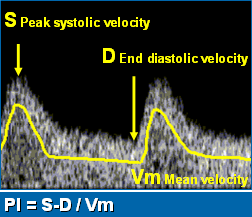 S Peak systolic velocity
D End diastolic velocity
Vm Mean velocity
PI = S-D / Vm